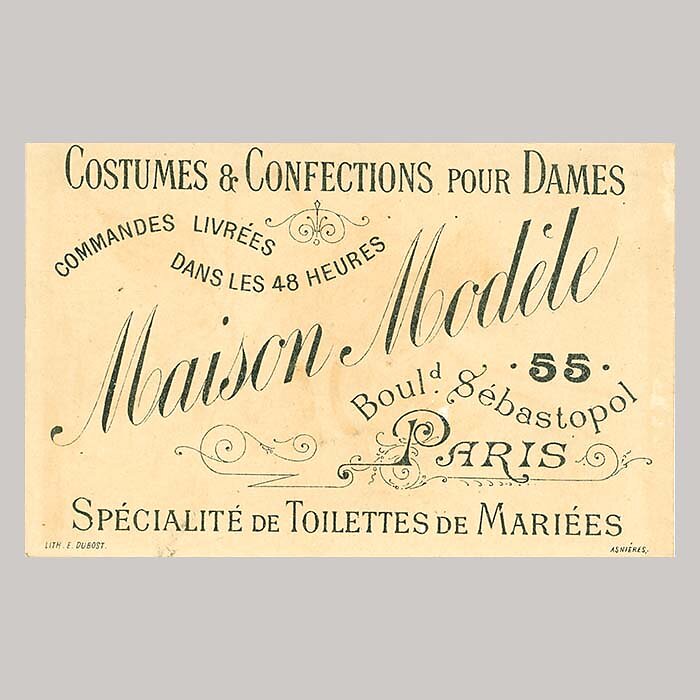 COSTUMES & CONFECTIONS POUR DAMES
COMMANDES LIVRÉES
DANS LES 48 HEURES
Maison Modèle
· 55 ·
Boul.d Sébastopol
PARIS
SPÉCIALITÉ DE TOILETTES DE MARIÉES
LITH. E. DUBOST.
ASNIÈRES.